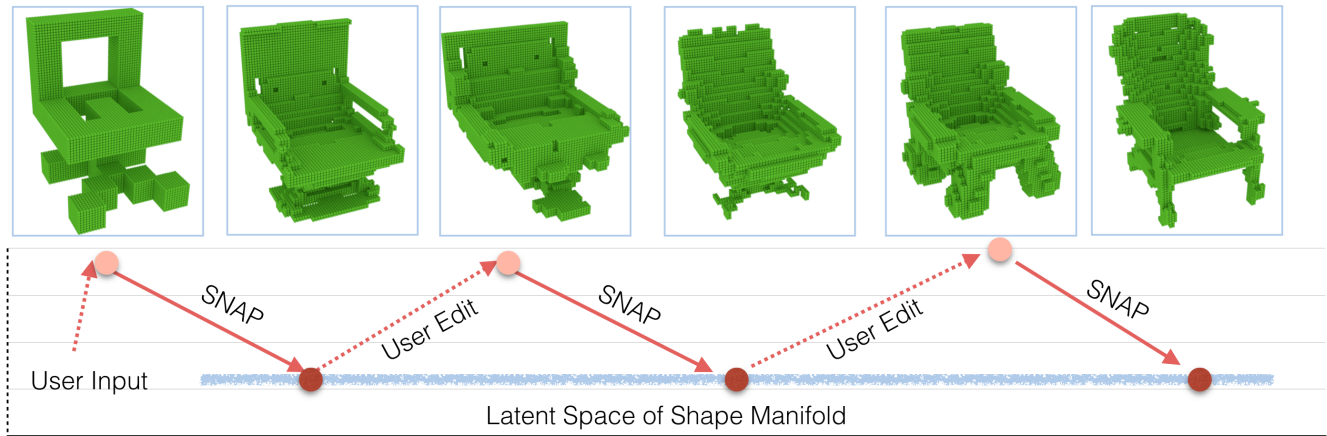 SNAP
User Edit
SNAP
User Edit
SNAP
User Input
Latent Space of Shape Manifold